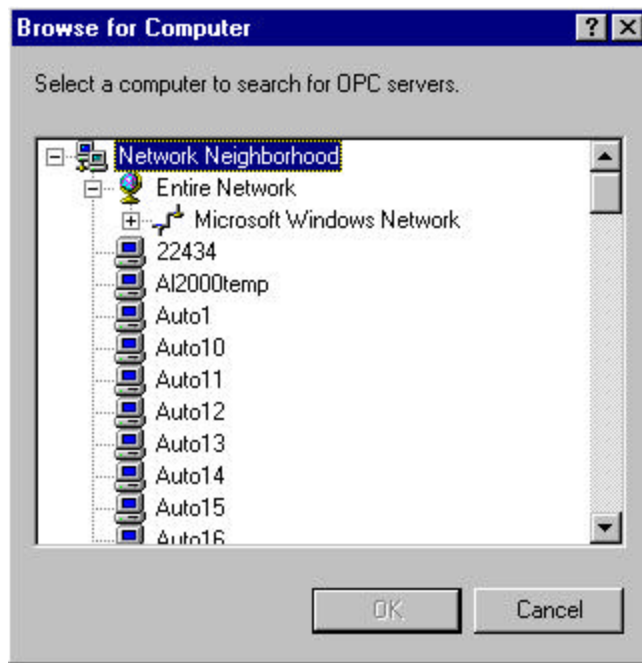 Browse for Computer
Select a computer to search for OPC servers.
Network Neighborhood
Entire Network
Microsoft Windows Network
22434
AI2000temp
Auto1
Auto10
Auto11
Auto12
Auto13
Auto14
Auto15
Auto16
OK
Cancel